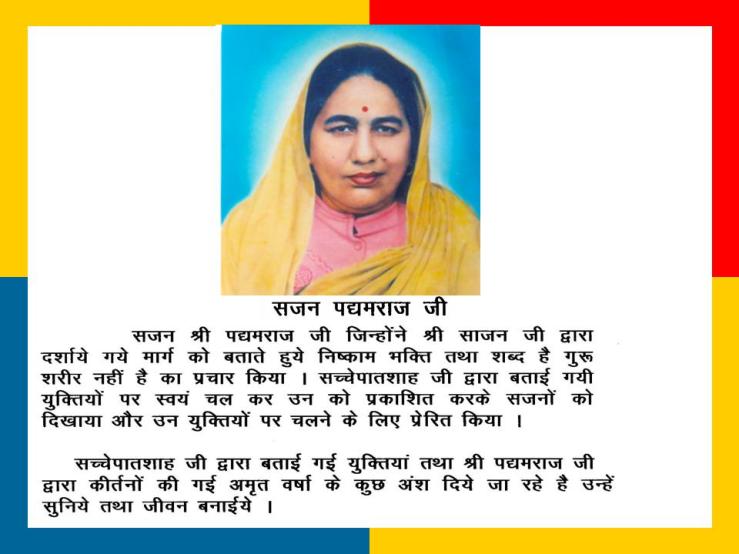 सजन पद्यमराज जी
सजन श्री पद्यमराज जी जिन्होंने श्री साजन जी द्वारा
दर्शाये गये मार्ग को बताते हुये निष्काम भक्ति तथा शब्द है गुरू
शरीर नहीं है का प्रचार किया । सच्चेपातशाह जी द्वारा बताई गयी
युक्तियों पर स्वयं चल कर उन को प्रकाशित करके सजनों को
दिखाया और उन युक्तियों पर चलने के लिए प्रेरित किया ।
सच्चेपातशाह जी द्वारा बताई गई युक्तियां तथा श्री पद्यमराज जी
द्वारा कीर्तनों की गई अमृत वर्षा के कुछ अंश दिये जा रहे है उन्हें
सुनिये तथा जीवन बनाईये ।